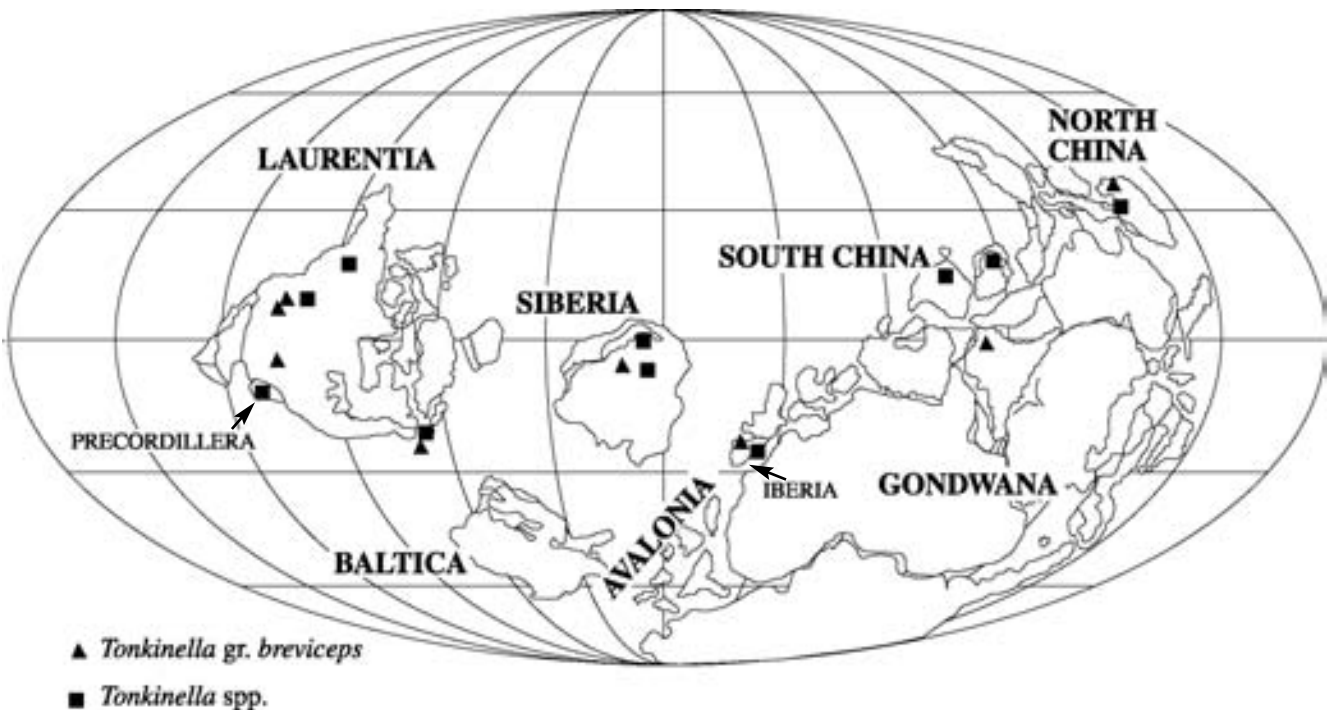 NORTH
CHINA
LAURENTIA
SOUTH CHINA
SIBERIA
PRECORDILLERA
IBERIA
GONDWANA
AVALONIA
BALTICA
Tonkinella gr. breviceps
Tonkinella spp.